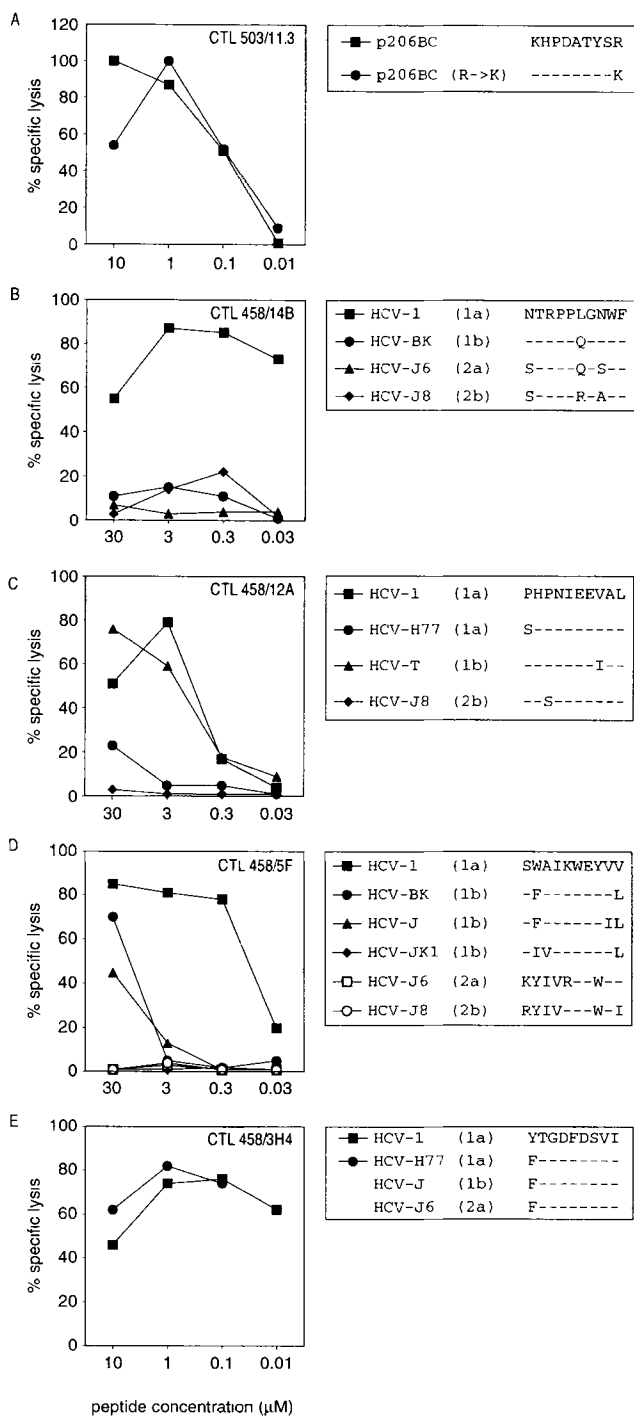 A
CTL 503/11.3
% specific lysis
120
100
80
60
40
20
0
10 1 0.1 0.01
p206BC KHPDATYSR
p206BC (R->K) --------K
B
CTL 458/14B
% specific lysis
100
80
60
40
20
0
30 3 0.3 0.03
HCV-1 (1a) NTRPPLGNWF
HCV-BK (1b) -----Q----
HCV-J6 (2a) S----Q-S--
HCV-J8 (2b) S----R-A--
C
CTL 458/12A
% specific lysis
100
80
60
40
20
0
30 3 0.3 0.03
HCV-1 (1a) PHPNIEEVAL
HCV-H77 (1a) S---------
HCV-T (1b) -------I--
HCV-J8 (2b) --S-------
D
CTL 458/5F
% specific lysis
100
80
60
40
20
0
30 3 0.3 0.03
HCV-1 (1a) SWAIKWEYVV
HCV-BK (1b) -F-------L
HCV-J (1b) -F------IL
HCV-JK1 (1b) -IV------L
HCV-J6 (2a) KYIVR--W--
HCV-J8 (2b) RYIV---W-I
E
CTL 458/3H4
% specific lysis
100
80
60
40
20
0
10 1 0.1 0.01
HCV-1 (1a) YTGDFDSVI
HCV-H77 (1a) F--------
HCV-J (1b) F--------
HCV-J6 (2a) F--------
peptide concentration (µM)